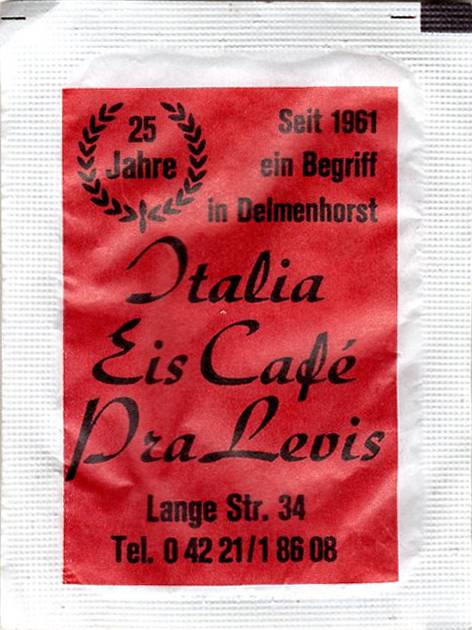 25
Jahre
Seit 1961
ein Begriff
in Delmenhorst
Italia
Eis Café
Pra Levis
Lange Str. 34
Tel. 0 42 21/1 86 08